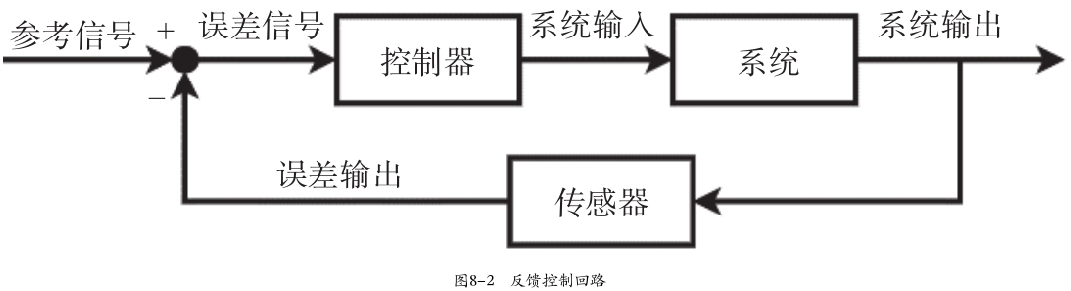 参考信号
+
误差信号
控制器
系统输入
系统
系统输出
−
误差输出
传感器
图8-2 反馈控制回路